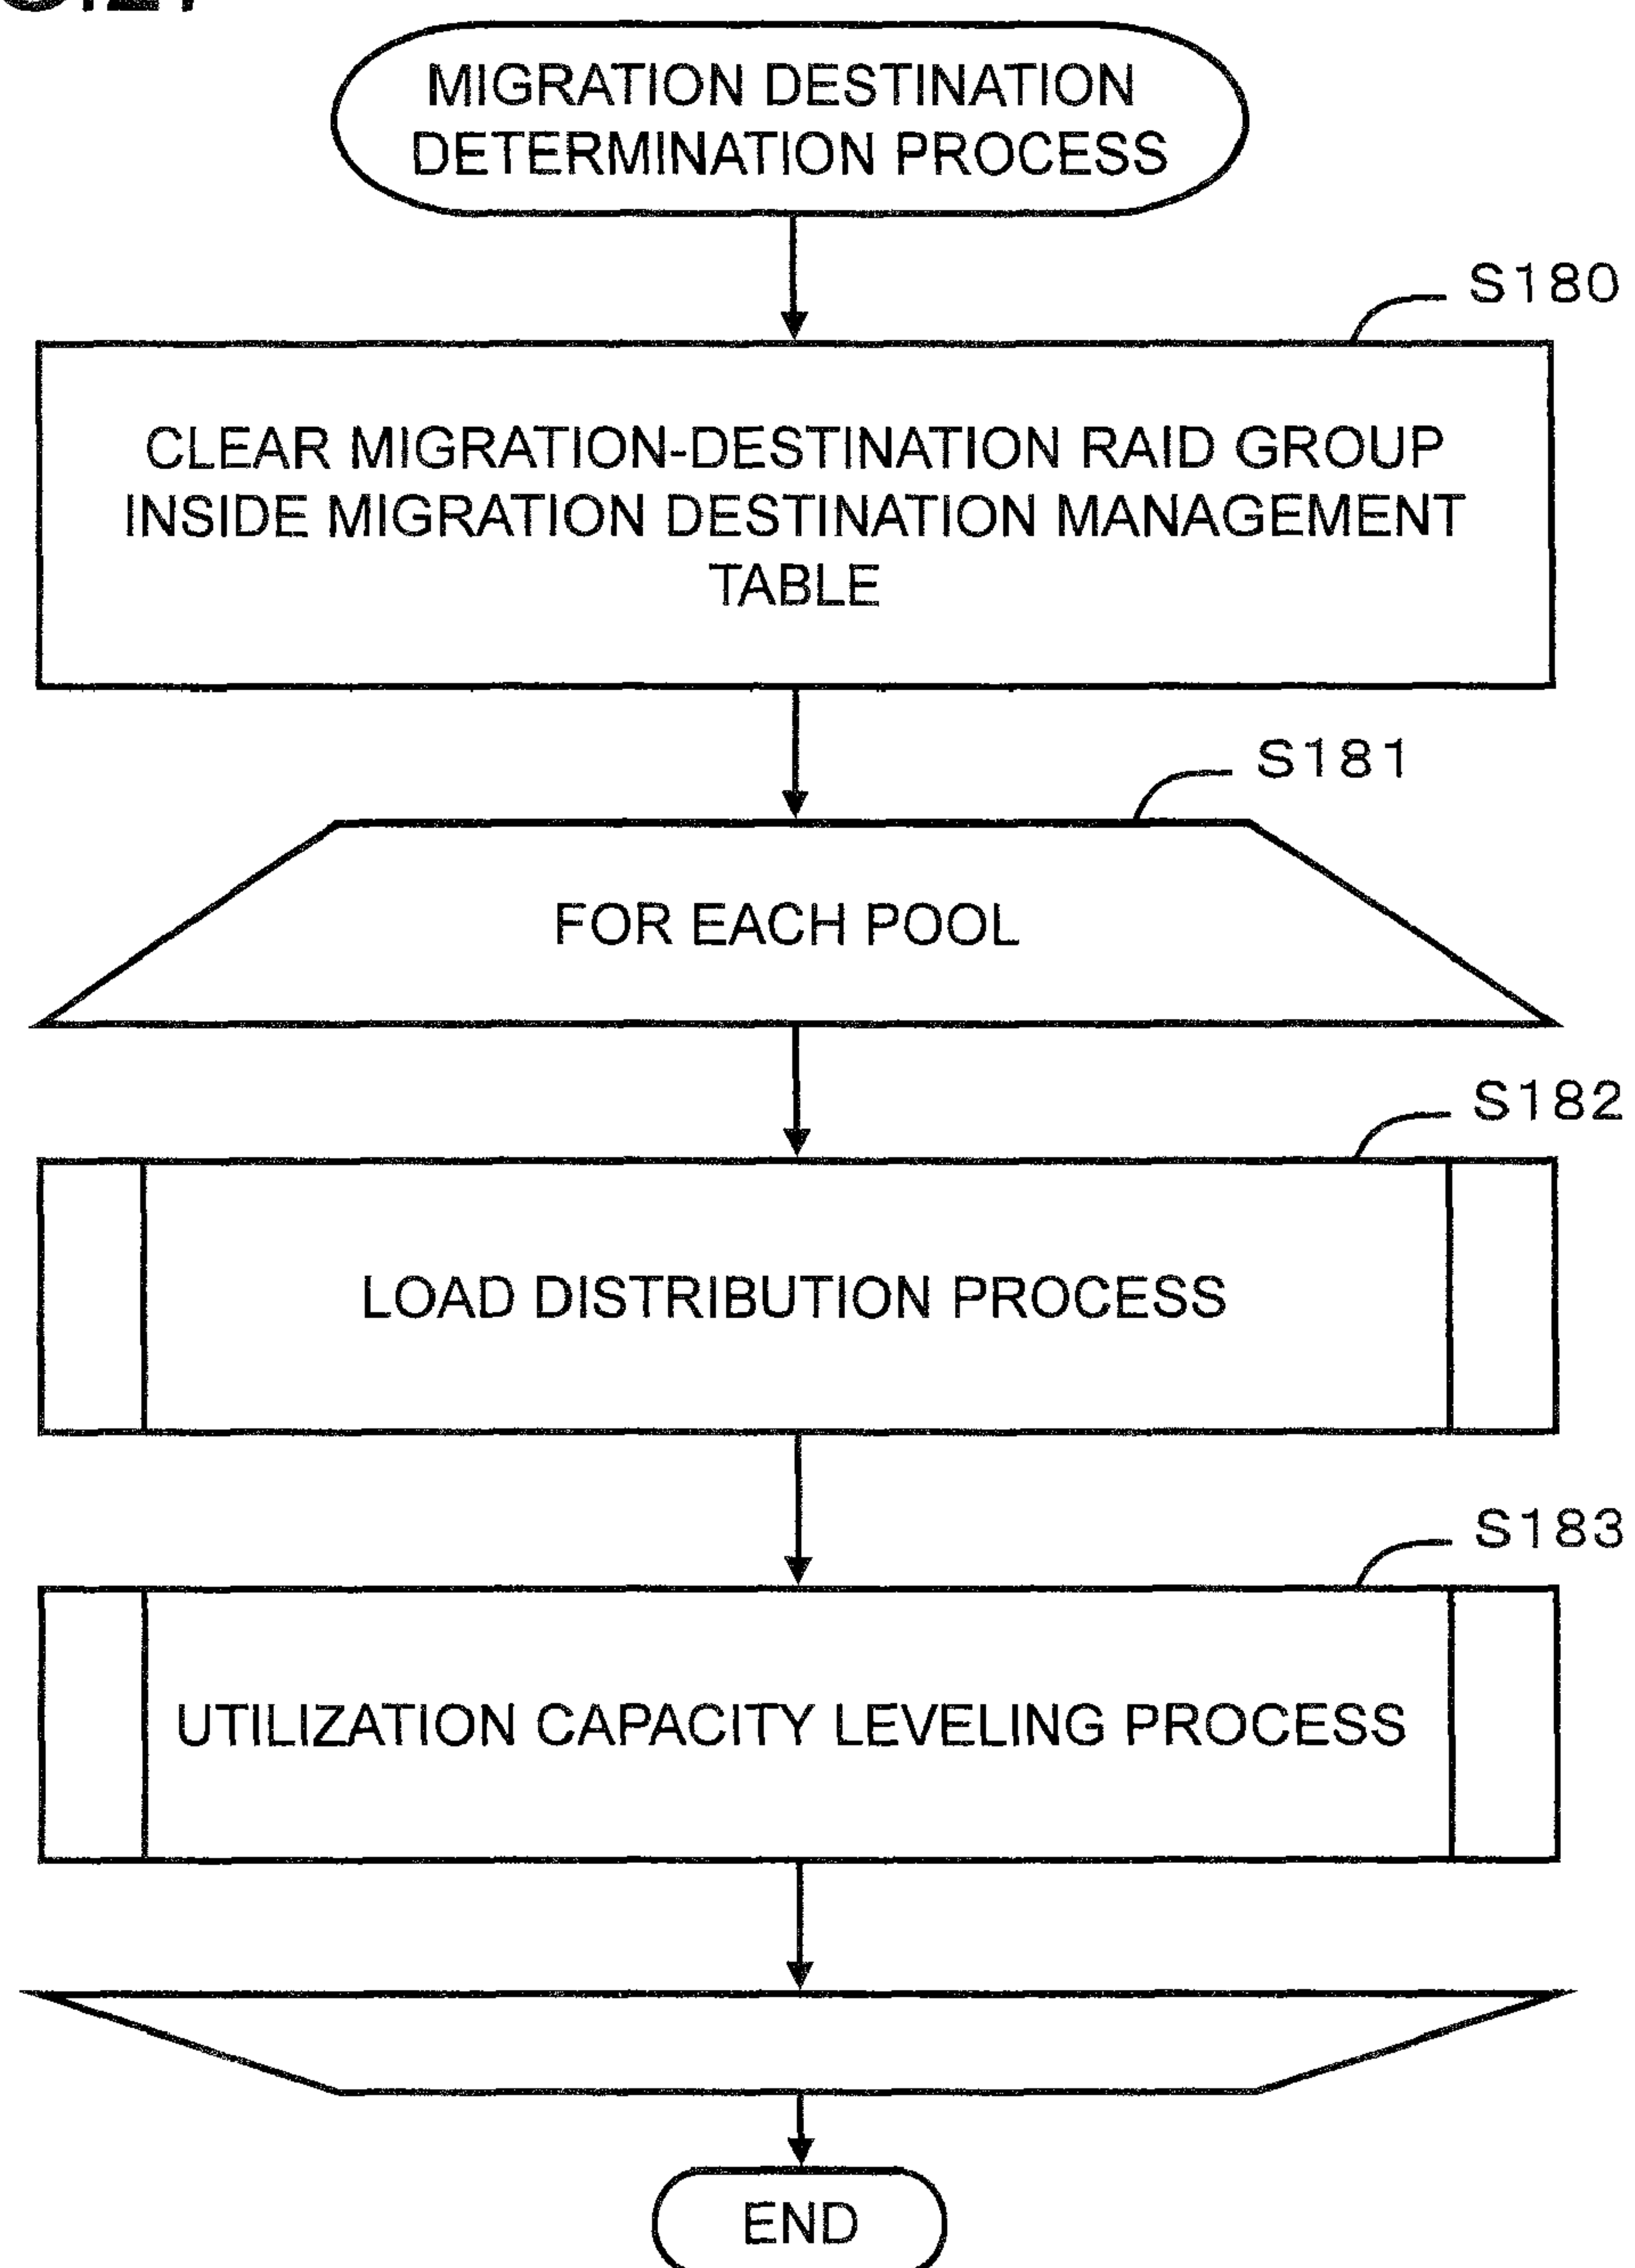 MIGRATION DESTINATION
DETERMINATION PROCESS
S180
CLEAR MIGRATION-DESTINATION RAID GROUP
INSIDE MIGRATION DESTINATION MANAGEMENT
TABLE
S181
FOR EACH POOL
S182
LOAD DISTRIBUTION PROCESS
S183
UTILIZATION CAPACITY LEVELING PROCESS
END